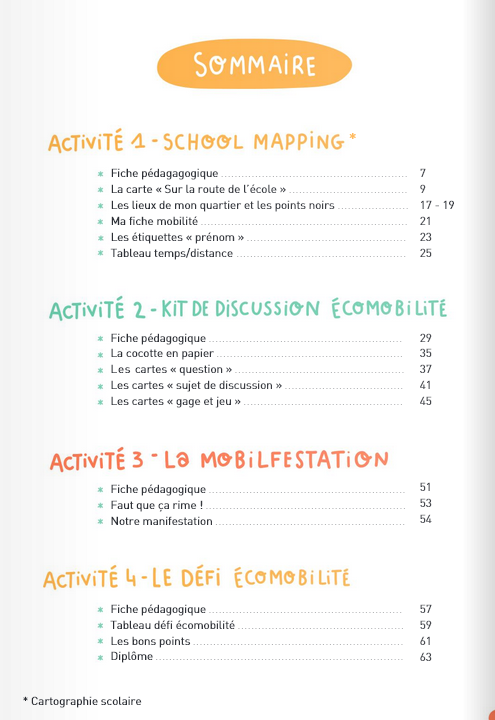 SOMMAIRE
ACTIVITÉ 1 - SCHOOL MAPPING *
* Fiche pédagagogique ........ 7
* La carte « Sur la route de l'école » ........ 9
* Les lieux de mon quartier et les points noirs ........ 17 - 19
* Ma fiche mobilité ........ 21
* Les étiquettes « prénom » ........ 23
* Tableau temps/distance ........ 25
ACTIVITÉ 2 - KIT DE DISCUSSION ÉCOMOBILITÉ
* Fiche pédagogique ........ 29
* La cocotte en papier ........ 35
* Les cartes « question » ........ 37
* Les cartes « sujet de discussion » ........ 41
* Les cartes « gage et jeu » ........ 45
ACTIVITÉ 3 - LA MOBILFESTATION
* Fiche pédagogique ........ 51
* Faut que ça rime ! ........ 53
* Notre manifestation ........ 54
ACTIVITÉ 4 - LE DÉFI ÉCOMOBILITÉ
* Fiche pédagogique ........ 57
* Tableau défi écomobilité ........ 59
* Les bons points ........ 61
* Diplôme ........ 63
* Cartographie scolaire